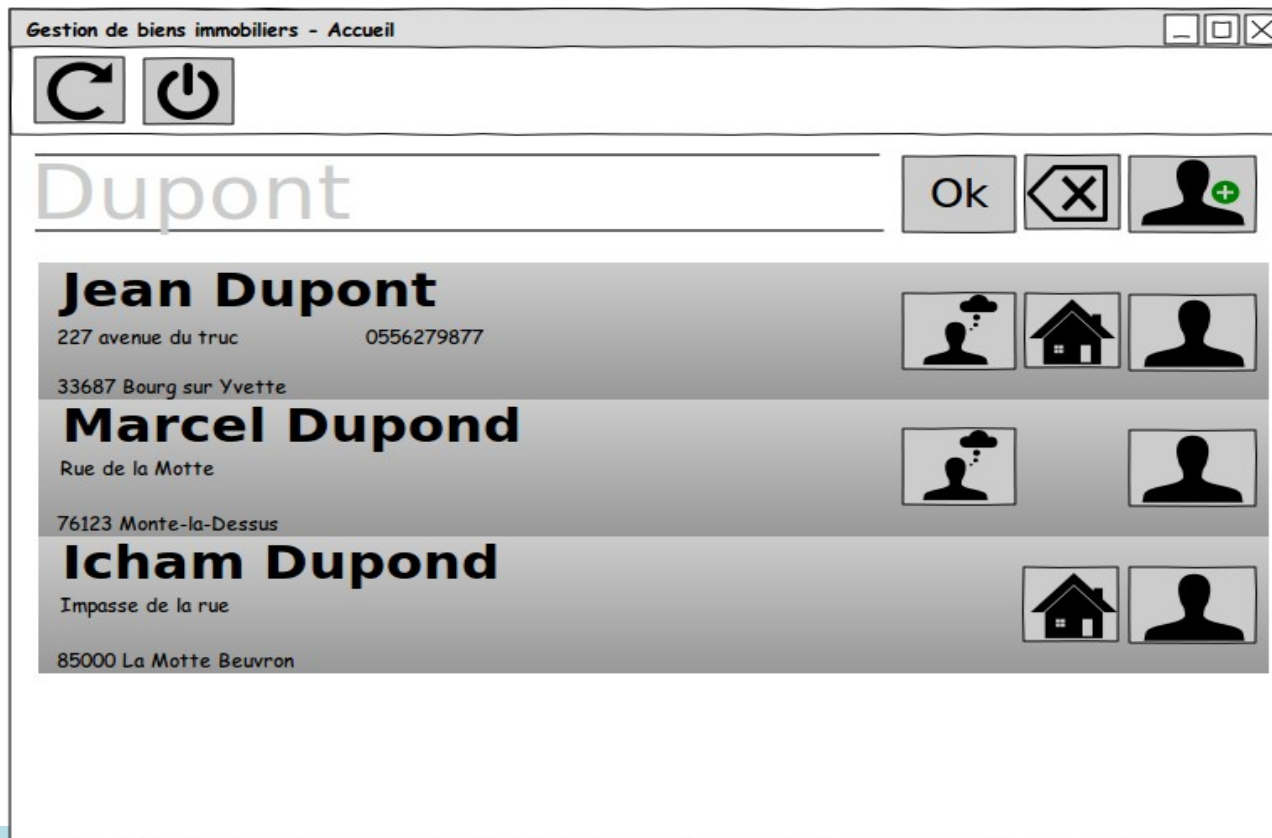 Gestion de biens immobiliers - Accueil
Dupont
Ok
Jean Dupont
227 avenue du truc 0556279877
33687 Bourg sur Yvette
Marcel Dupond
Rue de la Motte
76123 Monte-la-Dessus
Icham Dupond
Impasse de la rue
85000 La Motte Beuvron